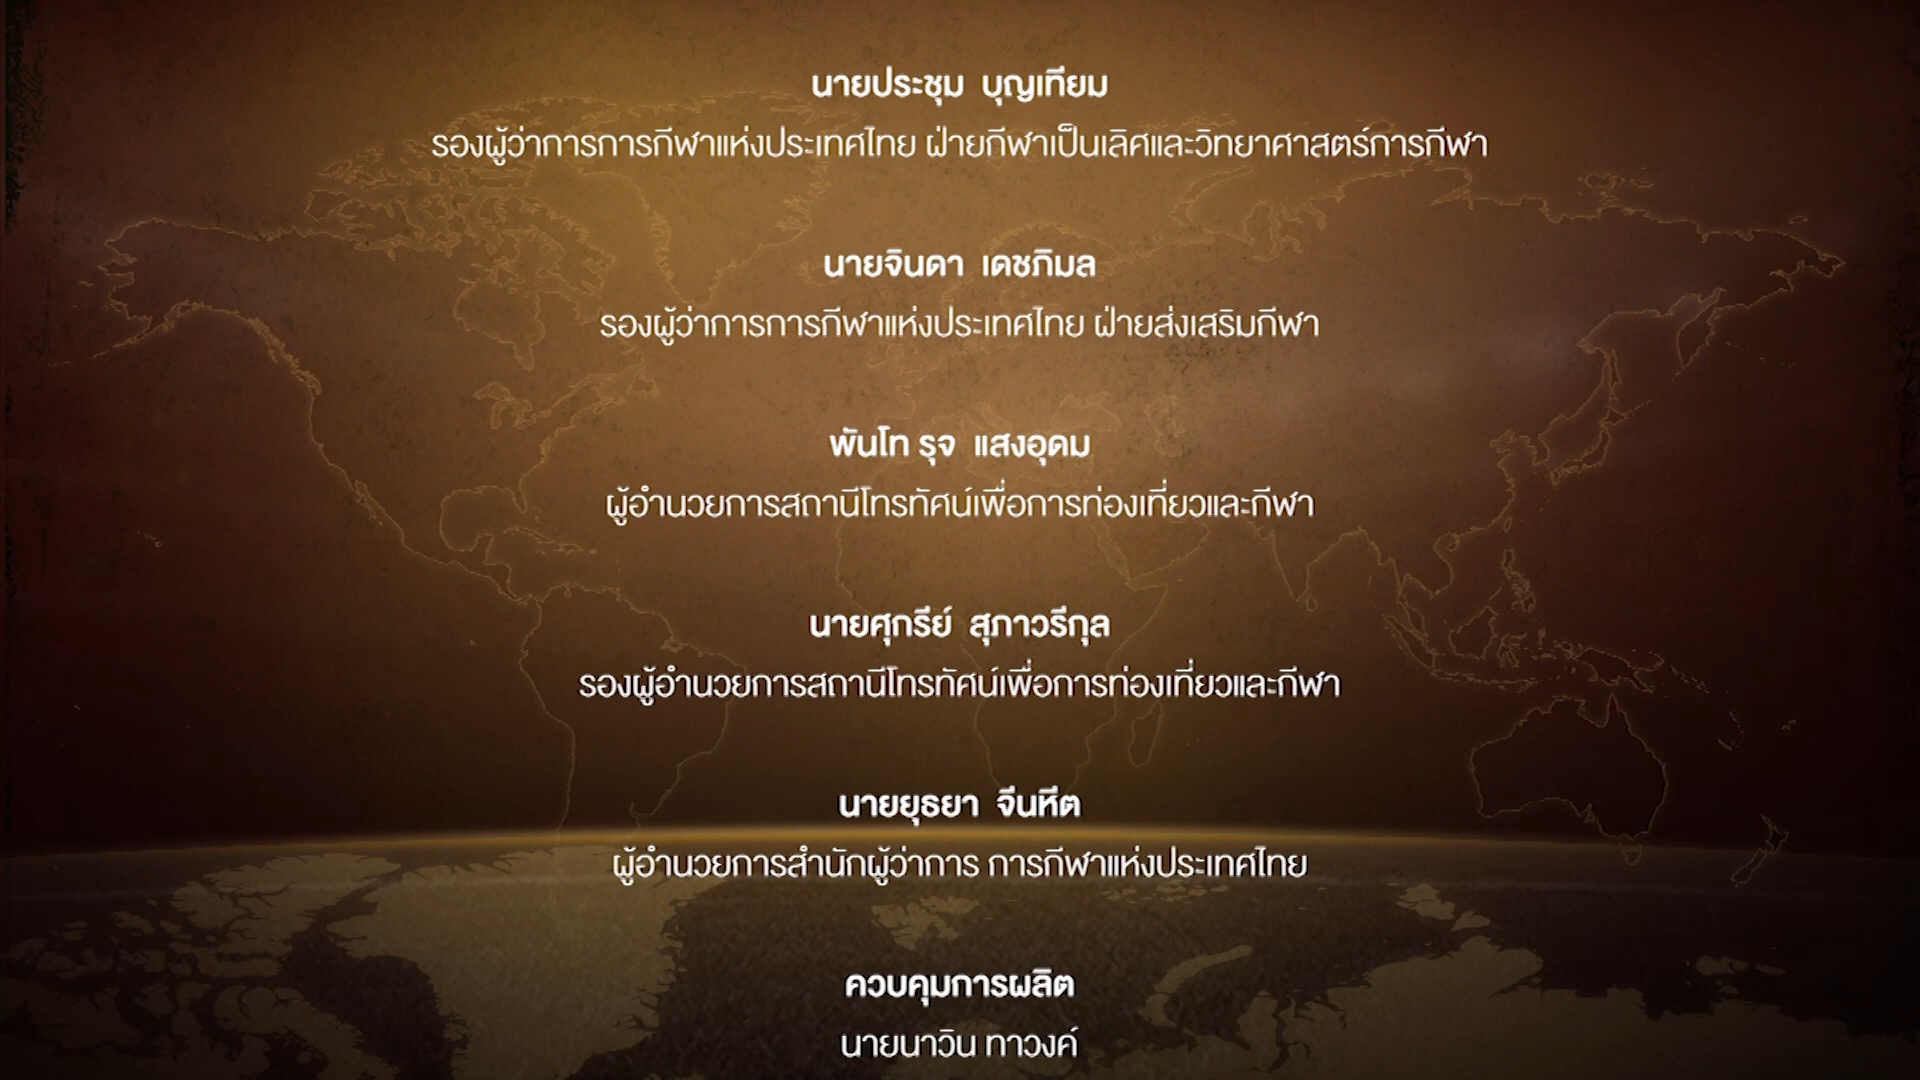 นายประชุม บุญเทียม
รองผู้ว่าการการกีฬาแห่งประเทศไทย ฝ่ายกีฬาเป็นเลิศและวิทยาศาสตร์การกีฬา
นายจินดา เดชภิมล
รองผู้ว่าการการกีฬาแห่งประเทศไทย ฝ่ายส่งเสริมกีฬา
พันโท รุจ แสงอุดม
ผู้อำนวยการสถานีโทรทัศน์เพื่อการท่องเที่ยวและกีฬา
นายศุกรีย์ สุภาวรีกุล
รองผู้อำนวยการสถานีโทรทัศน์เพื่อการท่องเที่ยวและกีฬา
นายยุธยา จีนหีต
ผู้อำนวยการสำนักผู้ว่าการ การกีฬาแห่งประเทศไทย
ควบคุมการผลิต
นายนาวิน ทาวงค์